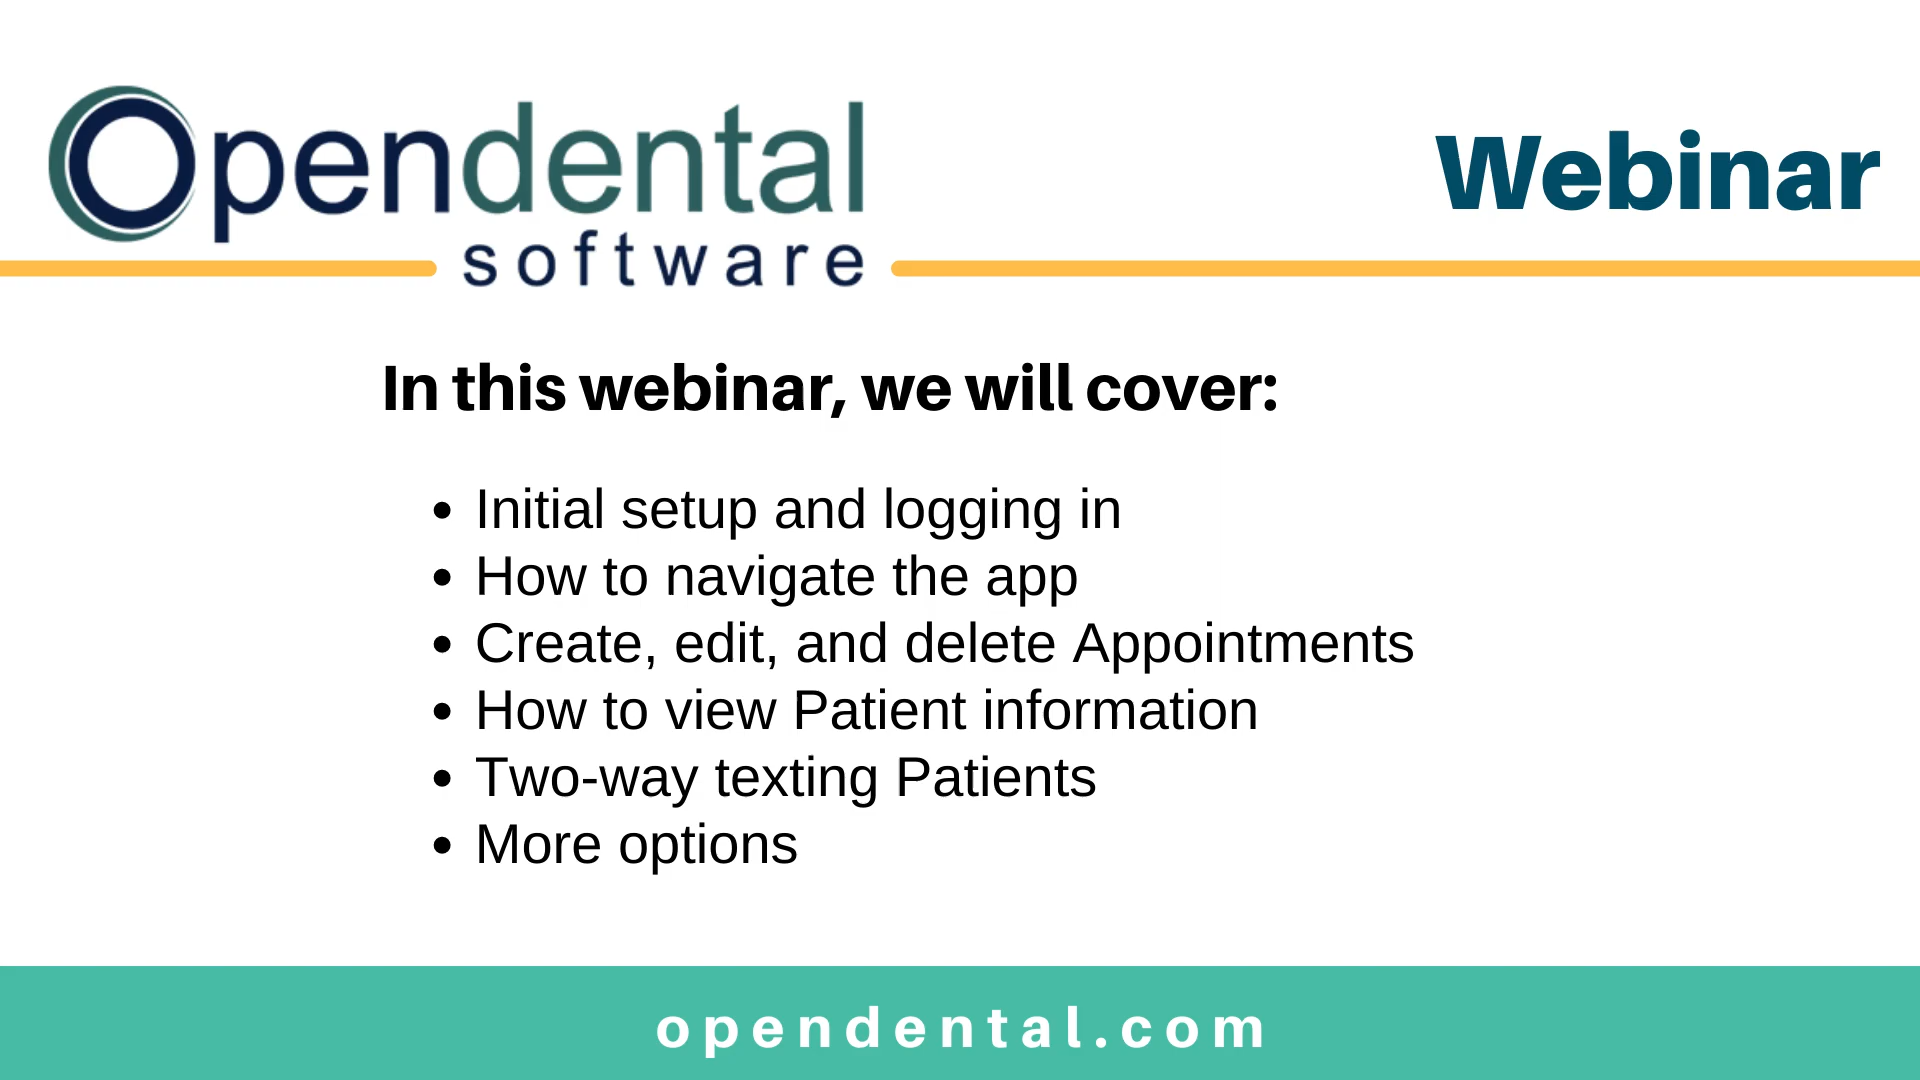 Opendental
software
Webinar
In this webinar, we will cover:
• Initial setup and logging in
• How to navigate the app
• Create, edit, and delete Appointments
• How to view Patient information
• Two-way texting Patients
• More options
opendental.com